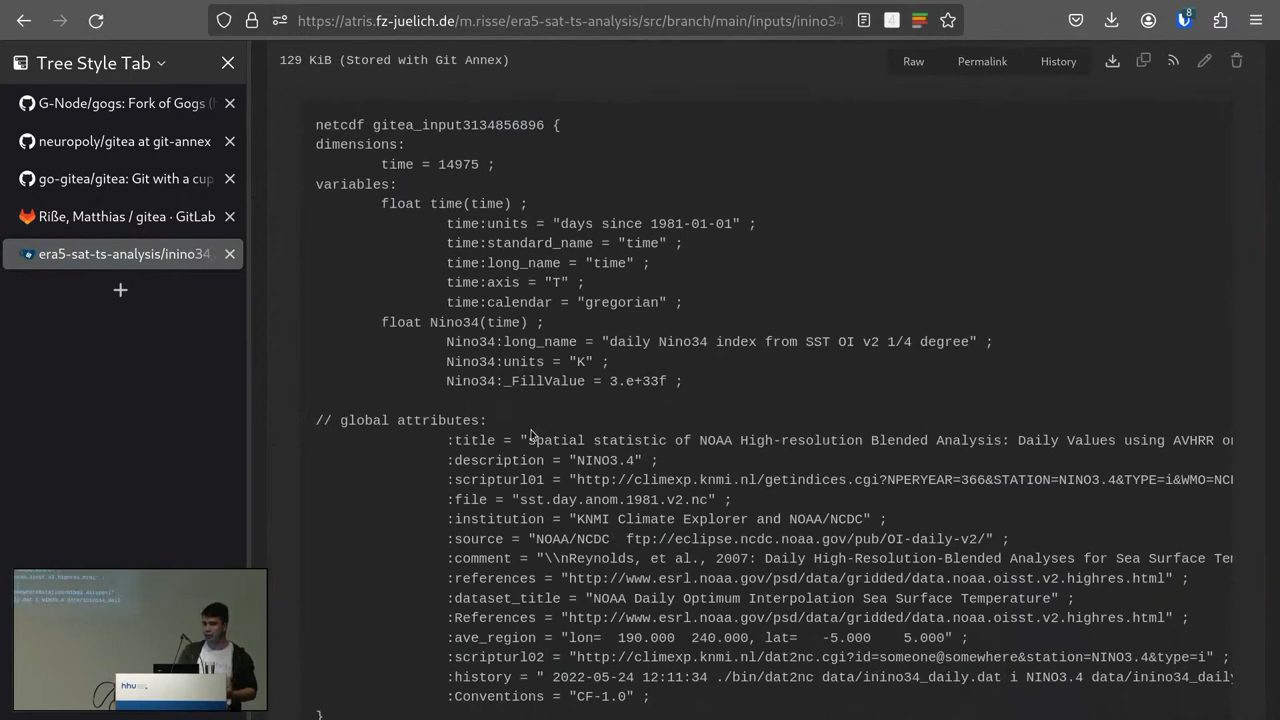 https://atris.fz-juelich.de/m.risse/era5-sat-ts-analysis/src/branch/main/inputs/inino34
4
8
Tree Style Tab
G-Node/gogs: Fork of Gogs (
neuropoly/gitea at git-annex
go-gitea/gitea: Git with a cup
Riße, Matthias / gitea · GitLab
era5-sat-ts-analysis/inino34
129 KiB (Stored with Git Annex)
Raw Permalink History
netcdf gitea_input3134856896 {
dimensions:
time = 14975 ;
variables:
float time(time) ;
time:units = "days since 1981-01-01" ;
time:standard_name = "time" ;
time:long_name = "time" ;
time:axis = "T" ;
time:calendar = "gregorian" ;
float Nino34(time) ;
Nino34:long_name = "daily Nino34 index from SST OI v2 1/4 degree" ;
Nino34:units = "K" ;
Nino34:_FillValue = 3.e+33f ;
// global attributes:
:title = "spatial statistic of NOAA High-resolution Blended Analysis: Daily Values using AVHRR on
:description = "NINO3.4" ;
:scripturl01 = "http://climexp.knmi.nl/getindices.cgi?NPERYEAR=366&STATION=NINO3.4&TYPE=i&WMO=NC
:file = "sst.day.anom.1981.v2.nc" ;
:institution = "KNMI Climate Explorer and NOAA/NCDC" ;
:source = "NOAA/NCDC  ftp://eclipse.ncdc.noaa.gov/pub/OI-daily-v2/" ;
:comment = "\\nReynolds, et al., 2007: Daily High-Resolution-Blended Analyses for Sea Surface Te
:references = "http://www.esrl.noaa.gov/psd/data/gridded/data.noaa.oisst.v2.highres.html" ;
:dataset_title = "NOAA Daily Optimum Interpolation Sea Surface Temperature" ;
:References = "http://www.esrl.noaa.gov/psd/data/gridded/data.noaa.oisst.v2.highres.html" ;
:ave_region = "lon=  190.000  240.000, lat=   -5.000    5.000" ;
:scripturl02 = "http://climexp.knmi.nl/dat2nc.cgi?id=someone@somewhere&station=NINO3.4&type=i" ;
:history = " 2022-05-24 12:11:34 ./bin/dat2nc data/inino34_daily.dat i NINO3.4 data/inino34_daily
:Conventions = "CF-1.0" ;
}
hhu